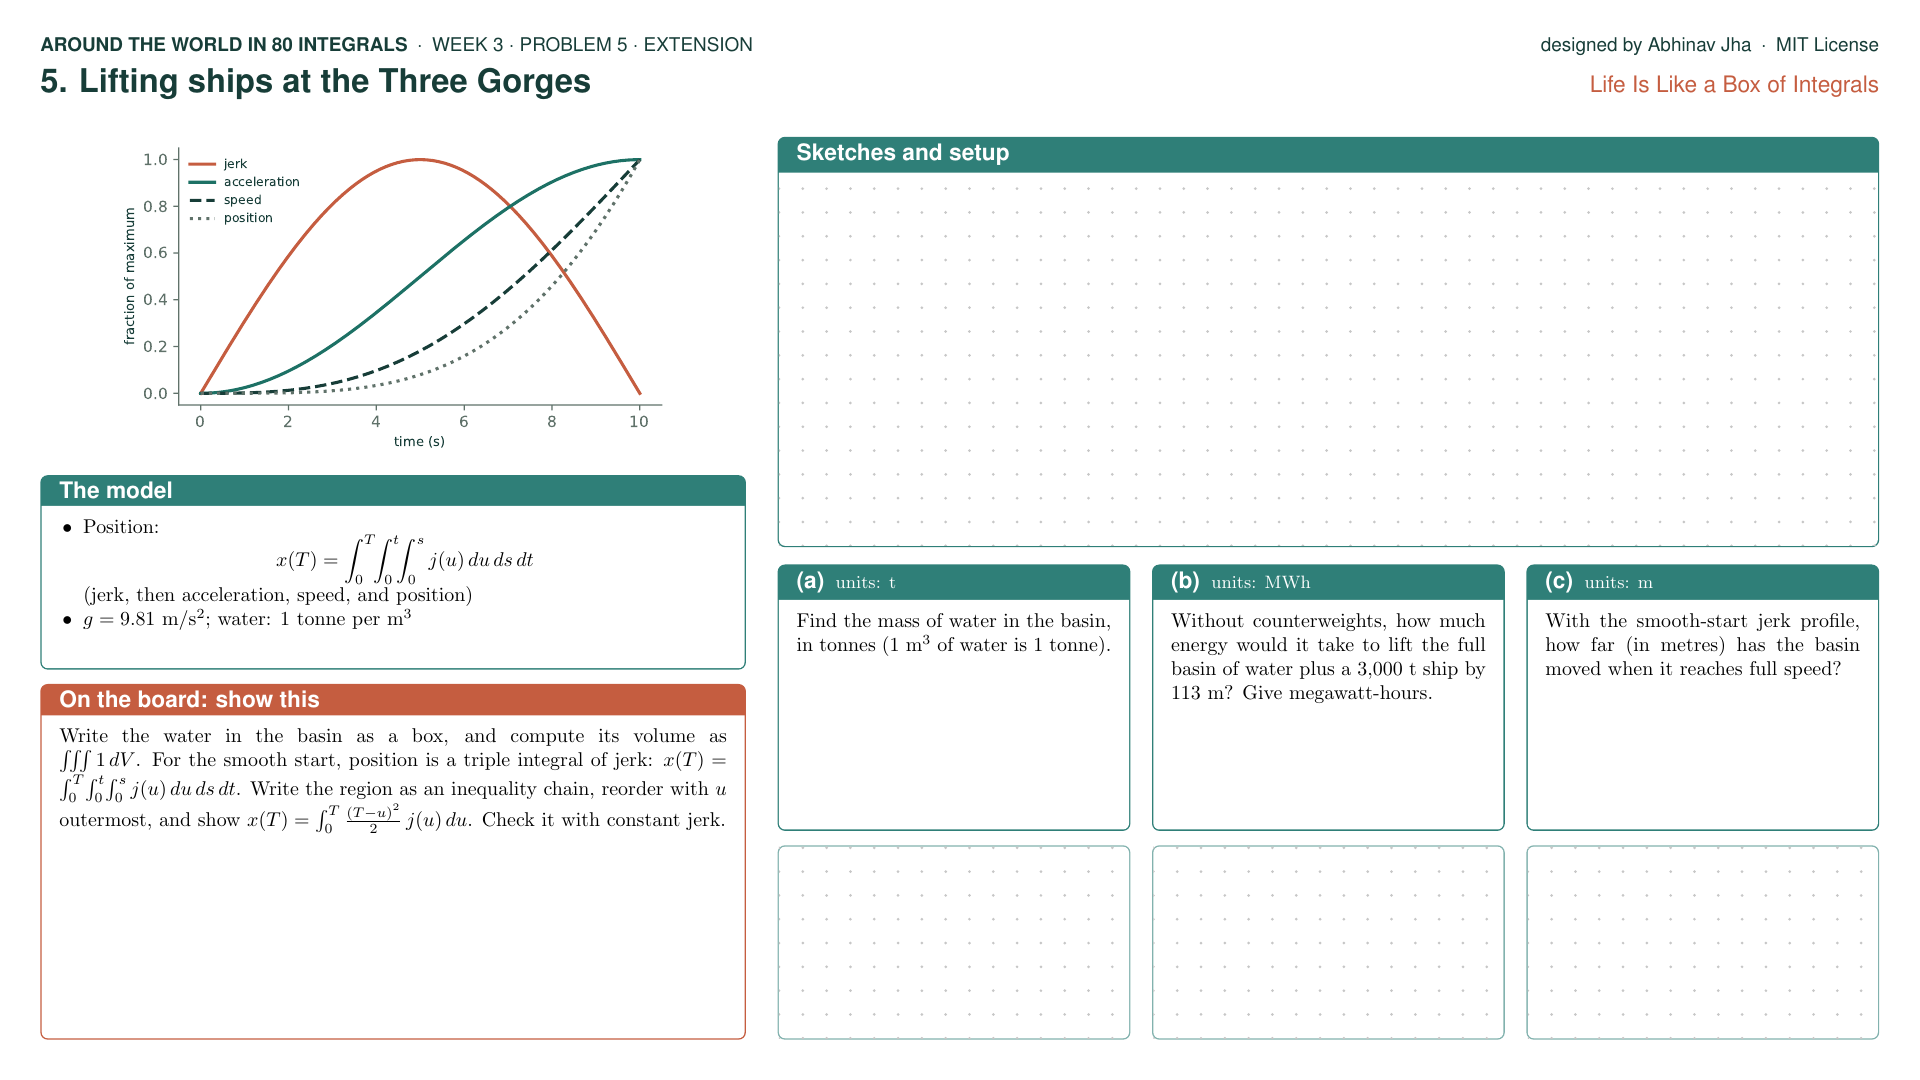 AROUND THE WORLD IN 80 INTEGRALS · WEEK 3 · PROBLEM 5 · EXTENSION
designed by Abhinav Jha · MIT License
5. Lifting ships at the Three Gorges
Life Is Like a Box of Integrals
jerk
acceleration
speed
position
fraction of maximum
1.0
0.8
0.6
0.4
0.2
0.0
0 2 4 6 8 10
time (s)
The model
• Position:
x(T) = ∫₀ᵀ ∫₀ᵗ ∫₀ˢ j(u) du ds dt
(jerk, then acceleration, speed, and position)
• g = 9.81 m/s²; water: 1 tonne per m³
On the board: show this
Write the water in the basin as a box, and compute its volume as
∭ 1 dV. For the smooth start, position is a triple integral of jerk: x(T) =
∫₀ᵀ ∫₀ᵗ ∫₀ˢ j(u) du ds dt. Write the region as an inequality chain, reorder with u
outermost, and show x(T) = ∫₀ᵀ (T−u)²/2 j(u) du. Check it with constant jerk.
Sketches and setup
(a) units: t
Find the mass of water in the basin,
in tonnes (1 m³ of water is 1 tonne).
(b) units: MWh
Without counterweights, how much
energy would it take to lift the full
basin of water plus a 3,000 t ship by
113 m? Give megawatt-hours.
(c) units: m
With the smooth-start jerk profile,
how far (in metres) has the basin
moved when it reaches full speed?